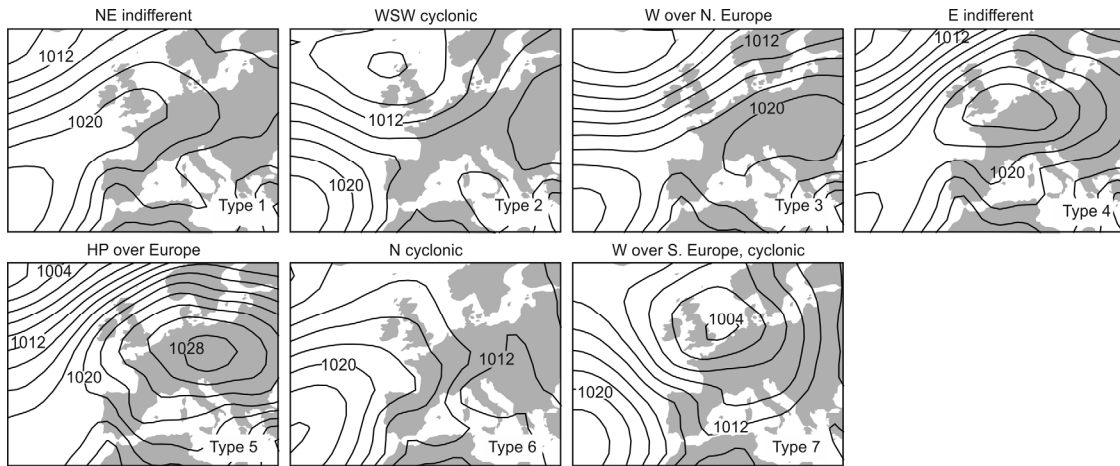 NE indifferent
1012
1020
Type 1
WSW cyclonic
1012
1020
Type 2
W over N. Europe
1012
1020
Type 3
E indifferent
1012
1020
Type 4
HP over Europe
1004
1012
1028
1020
Type 5
N cyclonic
1020
1012
Type 6
W over S. Europe, cyclonic
1004
1020
1012
Type 7